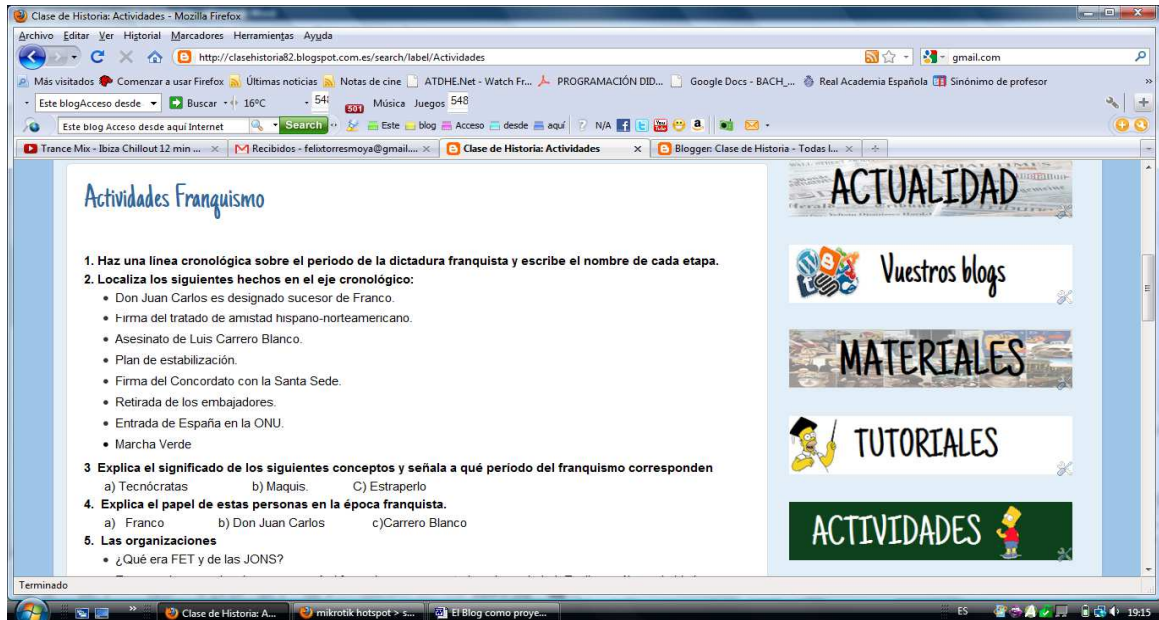 Clase de Historia: Actividades - Mozilla Firefox
Archivo Editar Ver Historial Marcadores Herramientas Ayuda
http://clasehistoria82.blogspot.com.es/search/label/Actividades
gmail.com
Más visitados Comenzar a usar Firefox Últimas noticias Notas de cine ATDHE.Net - Watch Fr... PROGRAMACIÓN DID... Google Docs - BACH_... Real Academia Española Sinónimo de profesor
Este blogAcceso desde Buscar 16ºC 54 501 Música Juegos 548
Este blog Acceso desde aquí Internet Search Este blog Acceso desde aquí N/A
Trance Mix - Ibiza Chillout 12 min ... Recibidos - felixtorresmoya@gmail.... Clase de Historia: Actividades Blogger: Clase de Historia - Todas l...
Actividades Franquismo
1. Haz una línea cronológica sobre el periodo de la dictadura franquista y escribe el nombre de cada etapa.
2. Localiza los siguientes hechos en el eje cronológico:
• Don Juan Carlos es designado sucesor de Franco.
• Firma del tratado de amistad hispano-norteamericano.
• Asesinato de Luis Carrero Blanco.
• Plan de estabilización.
• Firma del Concordato con la Santa Sede.
• Retirada de los embajadores.
• Entrada de España en la ONU.
• Marcha Verde
3 Explica el significado de los siguientes conceptos y señala a qué período del franquismo corresponden
a) Tecnócratas b) Maquis. C) Estraperlo
4. Explica el papel de estas personas en la época franquista.
a) Franco b) Don Juan Carlos c)Carrero Blanco
5. Las organizaciones
• ¿Qué era FET y de las JONS?
ACTUALIDAD
Vuestros blogs
MATERIALES
TUTORIALES
ACTIVIDADES
Terminado
Clase de Historia: A... mikrotik hotspot > s... El Blog como proye... ES 19:15